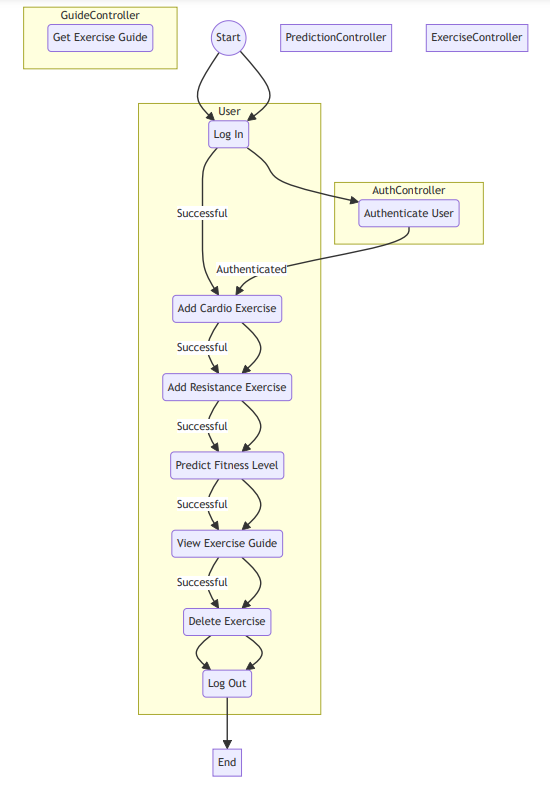 GuideController
Get Exercise Guide
Start
PredictionController
ExerciseController
User
Log In
AuthController
Authenticate User
Successful
Authenticated
Add Cardio Exercise
Successful
Add Resistance Exercise
Successful
Predict Fitness Level
Successful
View Exercise Guide
Successful
Delete Exercise
Log Out
End